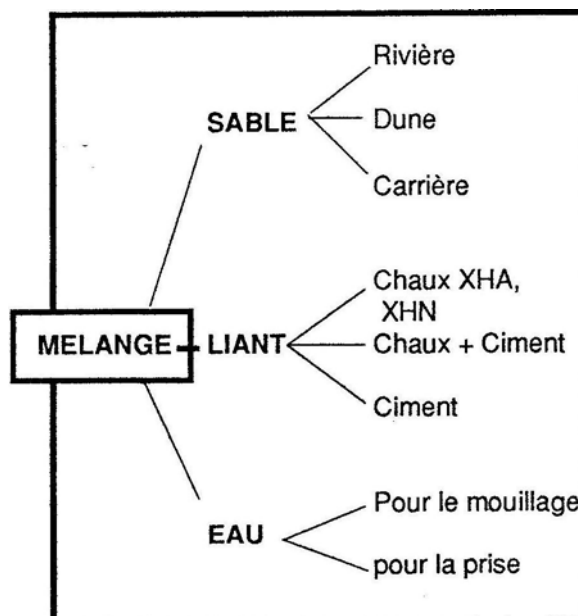 Rivière
SABLE
Dune
Carrière
Chaux XHA,
XHN
MELANGE LIANT
Chaux + Ciment
Ciment
Pour le mouillage
EAU
pour la prise